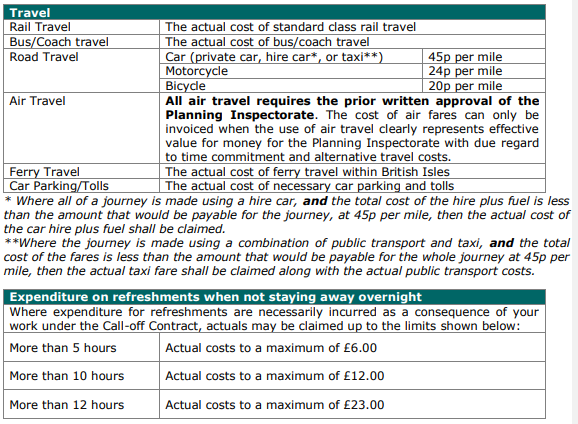 Travel
Rail Travel The actual cost of standard class rail travel
Bus/Coach travel The actual cost of bus/coach travel
Road Travel Car (private car, hire car*, or taxi**) 45p per mile
Motorcycle 24p per mile
Bicycle 20p per mile
Air Travel All air travel requires the prior written approval of the
Planning Inspectorate. The cost of air fares can only be
invoiced when the use of air travel clearly represents effective
value for money for the Planning Inspectorate with due regard
to time commitment and alternative travel costs.
Ferry Travel The actual cost of ferry travel within British Isles
Car Parking/Tolls The actual cost of necessary car parking and tolls
* Where all of a journey is made using a hire car, and the total cost of the hire plus fuel is less
than the amount that would be payable for the journey, at 45p per mile, then the actual cost of
the car hire plus fuel shall be claimed.
**Where the journey is made using a combination of public transport and taxi, and the total
cost of the fares is less than the amount that would be payable for the whole journey at 45p per
mile, then the actual taxi fare shall be claimed along with the actual public transport costs.
Expenditure on refreshments when not staying away overnight
Where expenditure for refreshments are necessarily incurred as a consequence of your
work under the Call-off Contract, actuals may be claimed up to the limits shown below:
More than 5 hours Actual costs to a maximum of £6.00
More than 10 hours Actual costs to a maximum of £12.00
More than 12 hours Actual costs to a maximum of £23.00